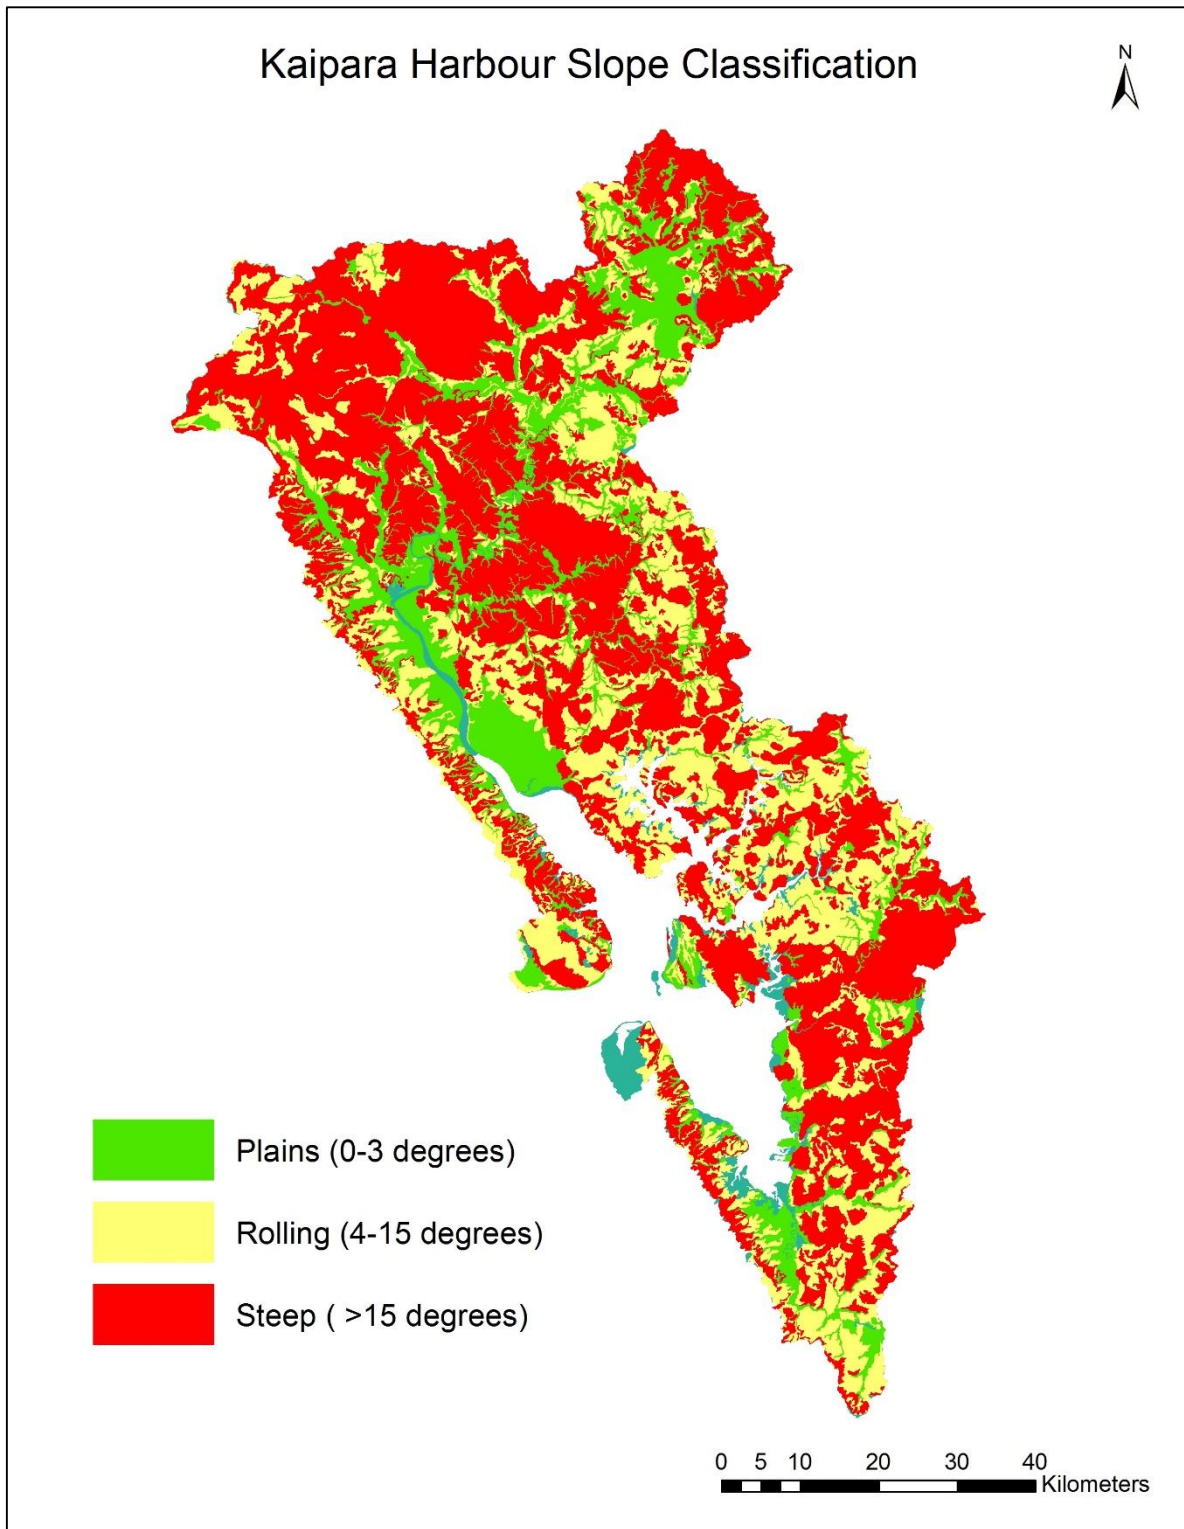 Kaipara Harbour Slope Classification
N
Plains (0-3 degrees)
Rolling (4-15 degrees)
Steep ( >15 degrees)
0 5 10 20 30 40
Kilometers